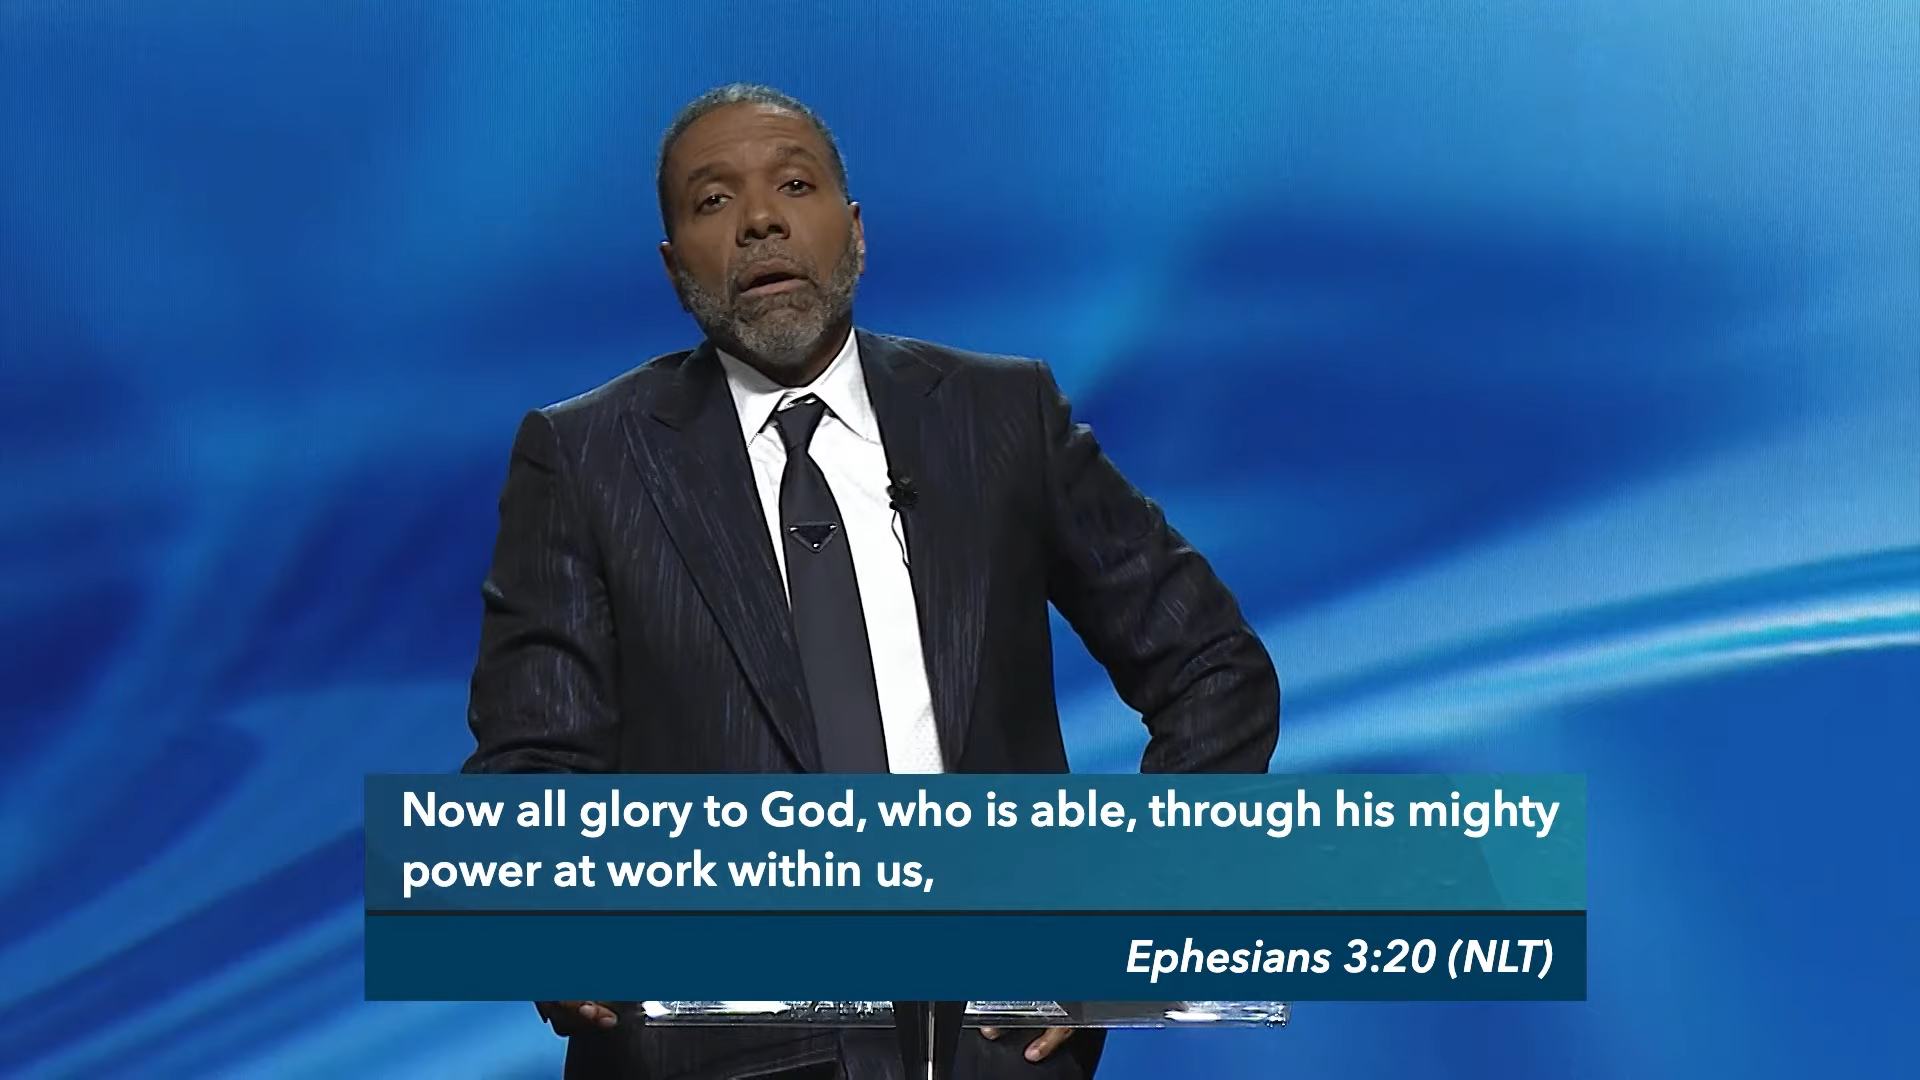 Now all glory to God, who is able, through his mighty
power at work within us,
Ephesians 3:20 (NLT)